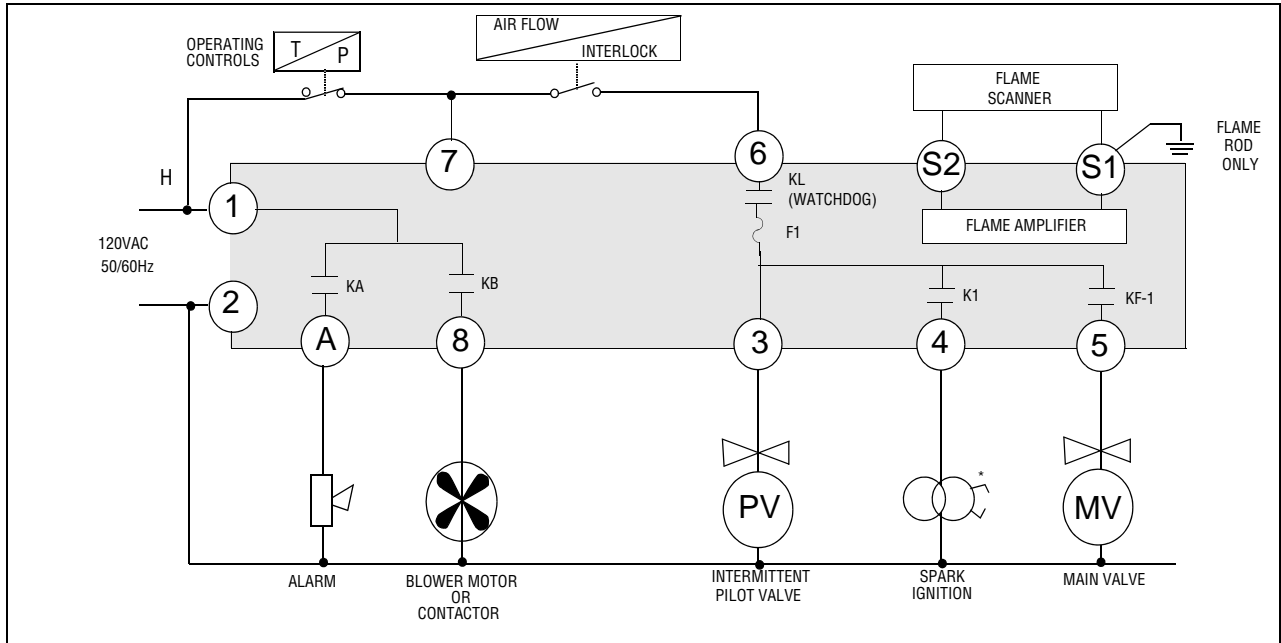 OPERATING
CONTROLS
T
P
AIR FLOW
INTERLOCK
FLAME
SCANNER
FLAME
ROD
ONLY
7
6
S2
S1
H
KL
(WATCHDOG)
1
F1
FLAME AMPLIFIER
120VAC
50/60Hz
KA
KB
K1
KF-1
2
A
8
3
4
5
PV
*
MV
ALARM
BLOWER MOTOR
OR
CONTACTOR
INTERMITTENT
PILOT VALVE
SPARK
IGNITION
MAIN VALVE